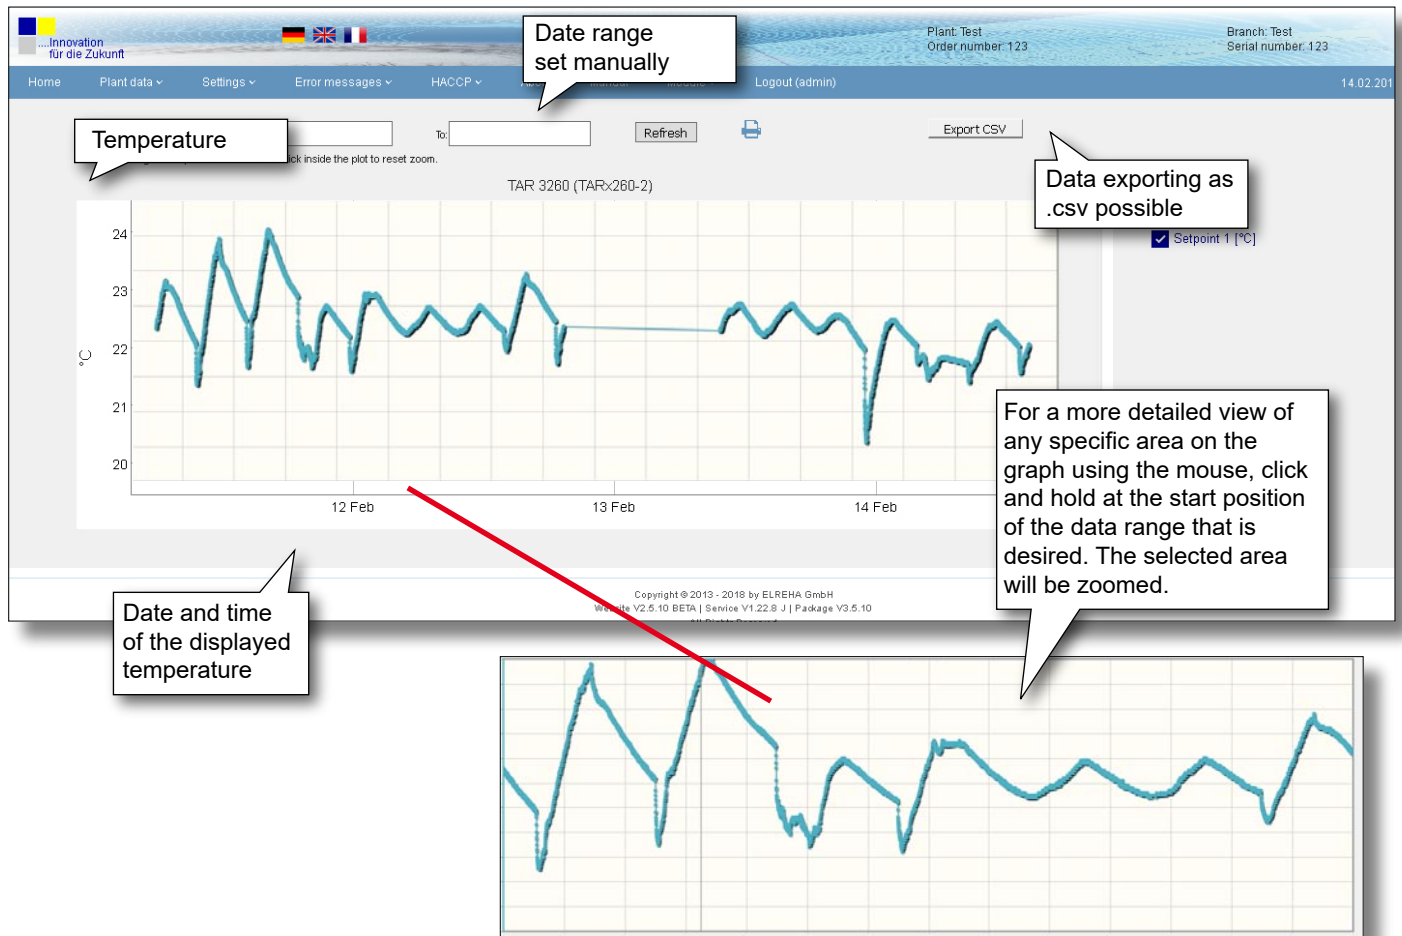 ....Innovation
für die Zukunft
Plant: Test
Order number: 123
Branch: Test
Serial number: 123
Date range
set manually
Home Plant data Settings Error messages HACCP Logout (admin) 14.02.201
Temperature
To:
Refresh
Export CSV
ick inside the plot to reset zoom.
Data exporting as
.csv possible
TAR 3260 (TARx260-2)
Setpoint 1 [°C]
24
23
22
21
20
°C
12 Feb 13 Feb 14 Feb
For a more detailed view of
any specific area on the
graph using the mouse, click
and hold at the start position
of the data range that is
desired. The selected area
will be zoomed.
Date and time
of the displayed
temperature
Copyright © 2013 - 2018 by ELREHA GmbH
Website V2.5.10 BETA | Service V1.22.8 J | Package V3.5.10